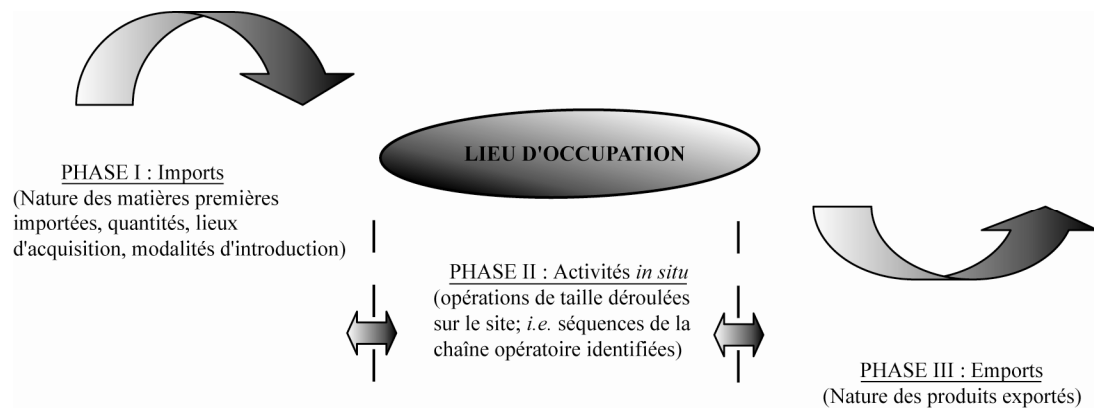 LIEU D'OCCUPATION
PHASE I : Imports
(Nature des matières premières
importées, quantités, lieux
d'acquisition, modalités d'introduction)
PHASE II : Activités in situ
(opérations de taille déroulées
sur le site; i.e. séquences de la
chaîne opératoire identifiées)
PHASE III : Emports
(Nature des produits exportés)